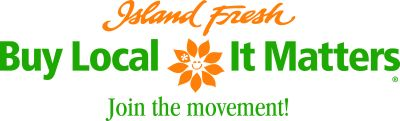 Island Fresh
Buy Local It Matters®
Join the movement!